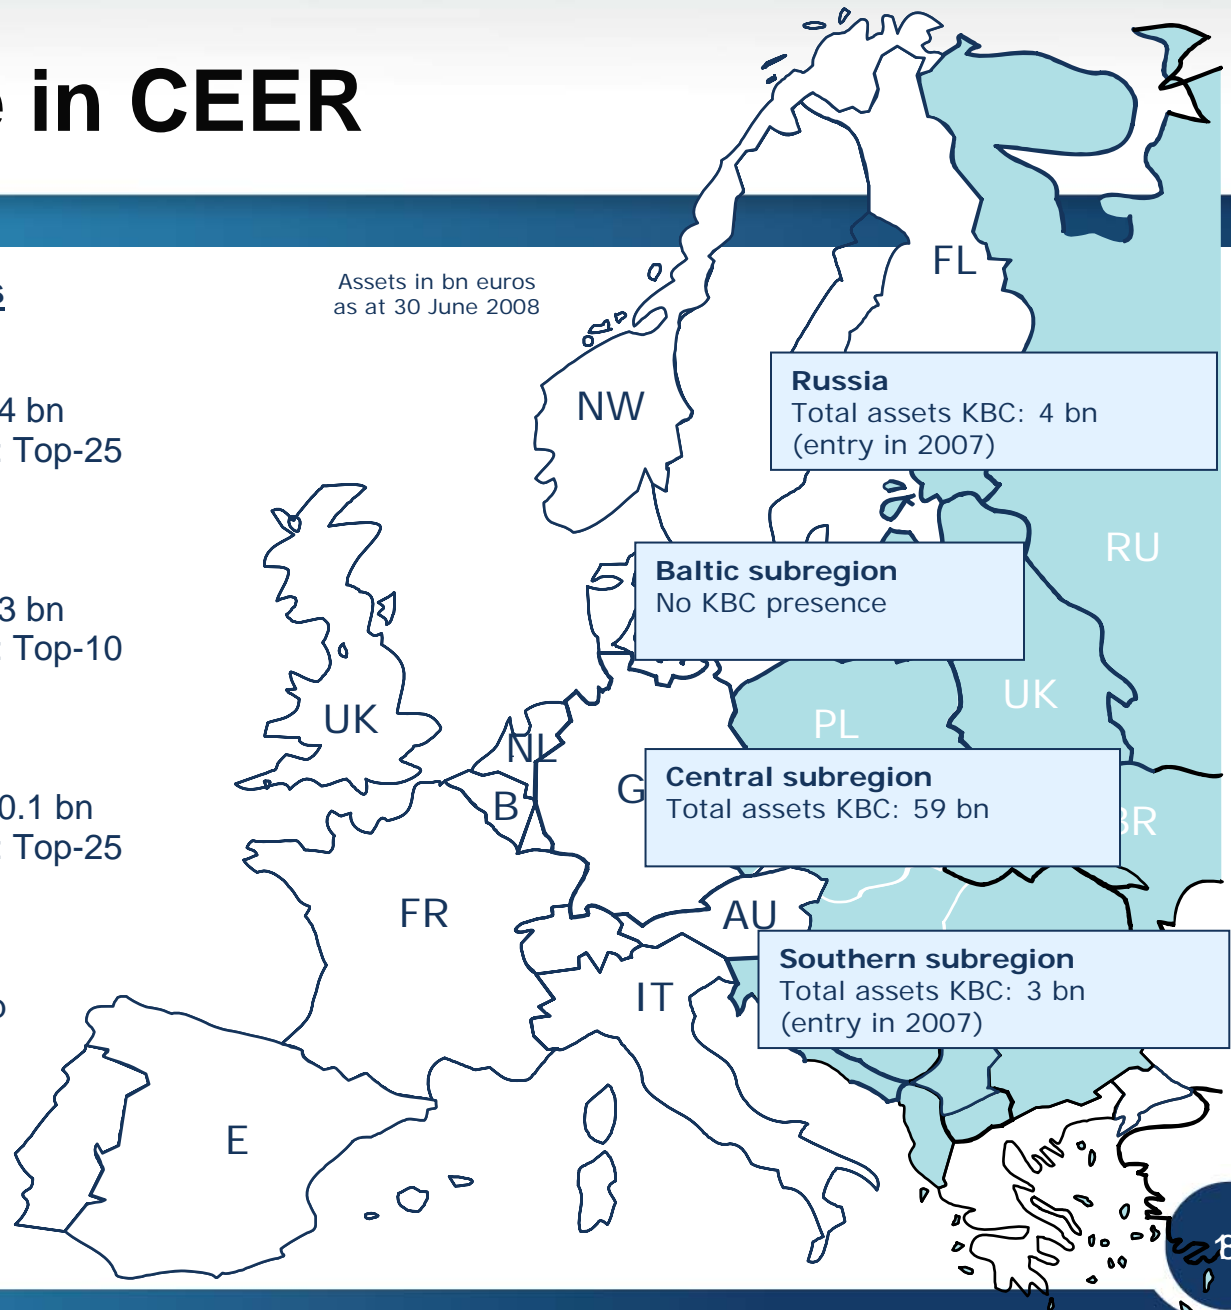 in CEER
Assets in bn euros
as at 30 June 2008
4 bn
: Top-25
3 bn
: Top-10
0.1 bn
: Top-25
FL
NW
Russia
Total assets KBC: 4 bn
(entry in 2007)
RU
Baltic subregion
No KBC presence
UK
PL
UK
NL
B
G
Central subregion
Total assets KBC: 59 bn
BR
FR
AU
Southern subregion
Total assets KBC: 3 bn
(entry in 2007)
IT
E